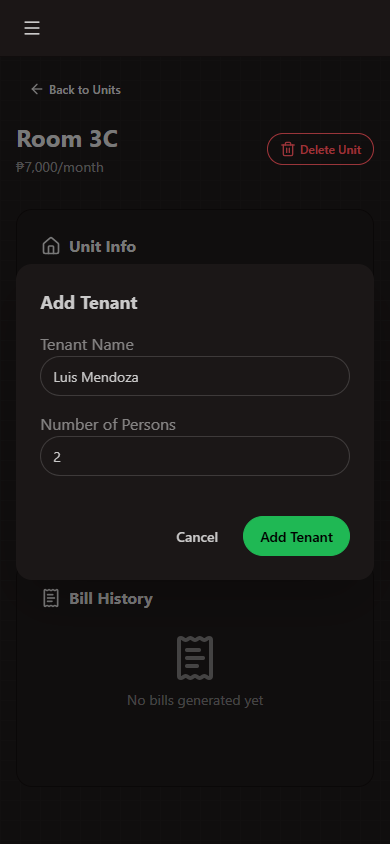 Back to Units
Room 3C
₱7,000/month
Delete Unit
Unit Info
Add Tenant
Tenant Name
Luis Mendoza
Number of Persons
2
Cancel
Add Tenant
Bill History
No bills generated yet